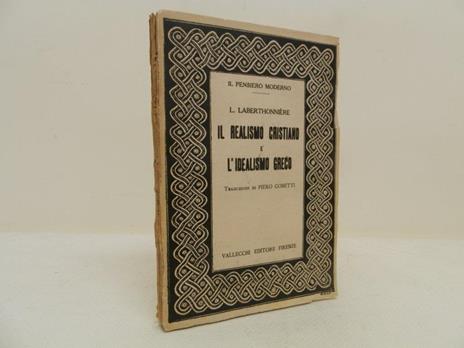 IL PENSIERO MODERNO
L. LABERTHONNIÈRE
IL REALISMO CRISTIANO
E
L'IDEALISMO GRECO
TRADUZIONE DI PIERO GOBETTI
VALLECCHI EDITORE FIRENZE